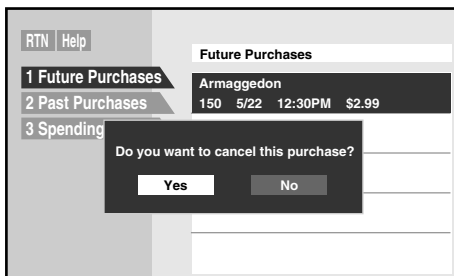 RTN Help
Future Purchases
1 Future Purchases
2 Past Purchases
3 Spending
Armaggedon
150 5/22 12:30PM $2.99
Do you want to cancel this purchase?
Yes No